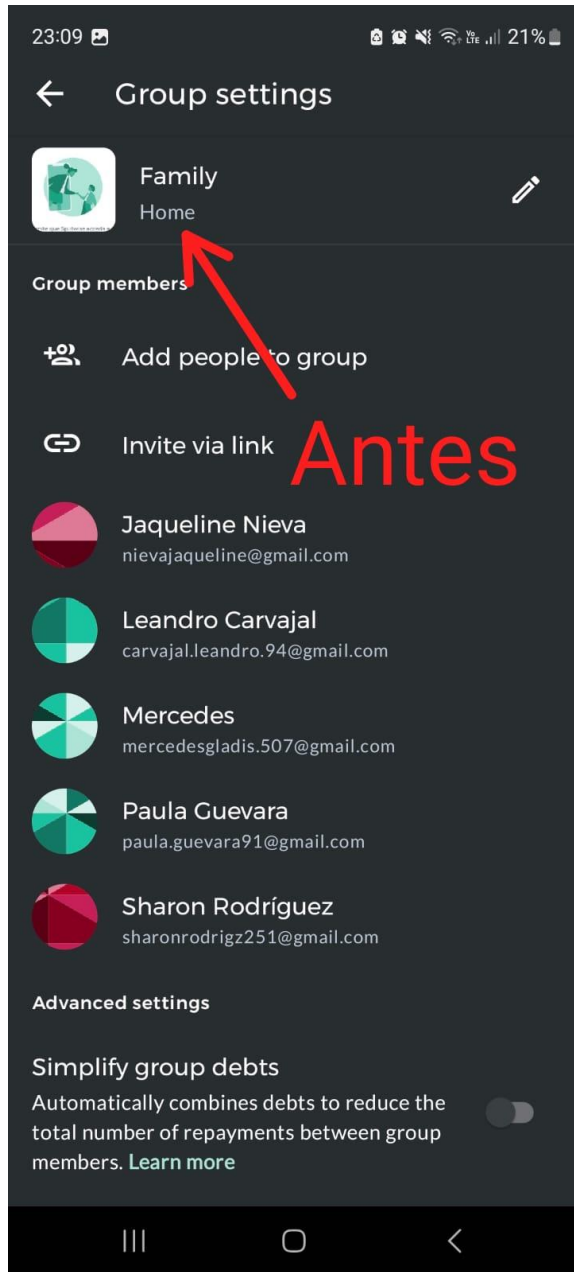 23:09 21%
Group settings
Family
Home
Group members
Add people to group
Invite via link
Antes
Jaqueline Nieva
nievajaqueline@gmail.com
Leandro Carvajal
carvajal.leandro.94@gmail.com
Mercedes
mercedesgladis.507@gmail.com
Paula Guevara
paula.guevara91@gmail.com
Sharon Rodríguez
sharonrodrigz251@gmail.com
Advanced settings
Simplify group debts
Automatically combines debts to reduce the
total number of repayments between group
members. Learn more